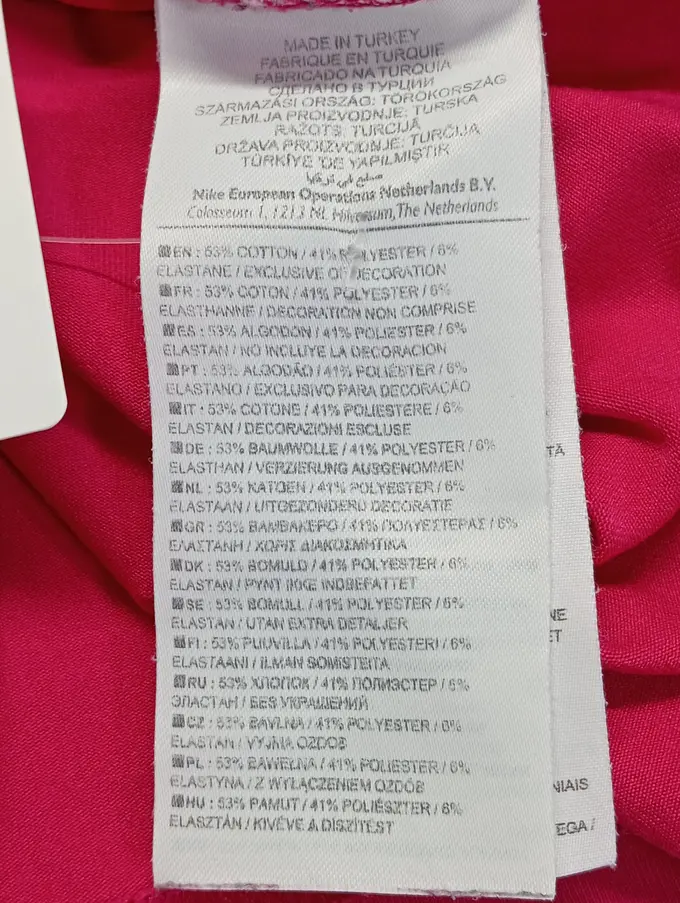 MADE IN TURKEY
FABRIQUE EN TURQUIE
FABRICADO NA TURQUIA
СДЕЛАНО В ТУРЦИИ
SZÁRMAZÁSI ORSZÁG: TÖRÖKORSZÁG
ZEMLJA PROIZVODNJE: TURSKA
RAŽOTS: TURCIJĀ
DRŽAVA PROIZVODNJE: TURČIJA
TÜRKİYE 'DE YAPILMIŞTIR
صنع في تركيا
Nike European Operations Netherlands B.V.
Colosseum 1, 1213 NL Hilversum, The Netherlands
EN : 53% COTTON / 41% POLYESTER / 6%
ELASTANE / EXCLUSIVE OF DECORATION
FR : 53% COTON / 41% POLYESTER / 6%
ELASTHANNE / DECORATION NON COMPRISE
ES : 53% ALGODON / 41% POLIESTER / 6%
ELASTAN / NO INCLUYE LA DECORACION
PT : 53% ALGODÃO / 41% POLIÉSTER / 6%
ELASTANO / EXCLUSIVO PARA DECORAÇÃO
IT : 53% COTONE / 41% POLIESTERE / 6%
ELASTAN / DECORAZIONI ESCLUSE
DE : 53% BAUMWOLLE / 41% POLYESTER / 6%
ELASTHAN / VERZIERUNG AUSGENOMMEN
NL : 53% KATOEN / 41% POLYESTER / 6%
ELASTAAN / UITGEZONDERD DECORATIE
GR : 53% ΒΑΜΒΑΚΕΡΟ / 41% ΠΟΛΥΕΣΤΕΡΑΣ / 6%
ΕΛΑΣΤΑΝΗ / ΧΩΡΙΣ ΔΙΑΚΟΣΜΗΤΙΚΑ
DK : 53% BOMULD / 41% POLYESTER / 6%
ELASTAN / PYNT IKKE INDBEFATTET
SE : 53% BOMULL / 41% POLYESTER / 6%
ELASTAN / UTAN EXTRA DETALJER
FI : 53% PUUVILLA / 41% POLYESTERI / 6%
ELASTAANI / ILMAN SOMISTEITA
RU : 53% ХЛОПОК / 41% ПОЛИЭСТЕР / 6%
ЭЛАСТАН / БЕЗ УКРАШЕНИЙ
CZ : 53% BAVLNA / 41% POLYESTER / 6%
ELASTAN / VYJMA OZDOB
PL : 53% BAWEŁNA / 41% POLIESTER / 6%
ELASTYNA / Z WYŁĄCZENIEM OZDÓB
HU : 53% PAMUT / 41% POLIÉSZTER / 6%
ELASZTÁN / KIVÉVE A DÍSZÍTÉST
TĂ
NE
ET
NIAIS
EGA /